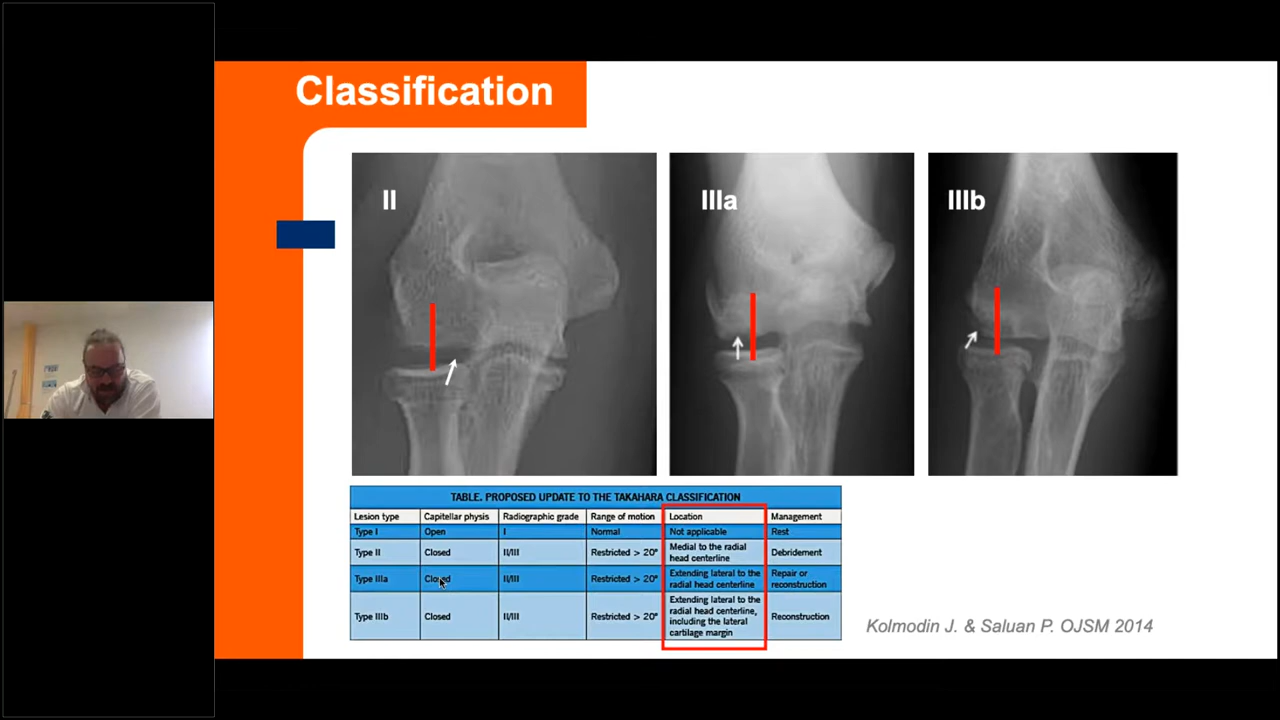 Classification
II
IIIa
IIIb
TABLE. PROPOSED UPDATE TO THE TAKAHARA CLASSIFICATION
Lesion type Capitellar physis Radiographic grade Range of motion Location Management
Type I Open I Normal Not applicable Rest
Type II Closed II/III Restricted > 20° Medial to the radial head centerline Debridement
Type IIIa Closed II/III Restricted > 20° Extending lateral to the radial head centerline Repair or reconstruction
Type IIIb Closed II/III Restricted > 20° Extending lateral to the radial head centerline, including the lateral cartilage margin Reconstruction
Kolmodin J. & Saluan P. OJSM 2014